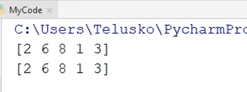 MyCode
C:\Users\Telusko\PycharmPro
[2 6 8 1 3]
[2 6 8 1 3]